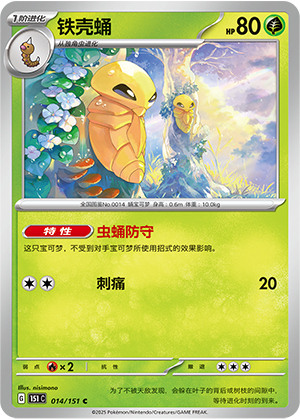 1阶进化
铁壳蛹
HP 80
从独角虫进化
全国图鉴No.0014 蛹宝可梦 身高：0.6m 体重：10.0kg
特性 虫蛹防守
这只宝可梦，不受到对手宝可梦所使用招式的效果影响。
刺痛 20
弱点 ×2 抵抗力 撤退
Illus. nisimono
G 151 C 014/151 C
为了不被天敌发现，会躲在叶子的背后或树枝的间隙中，
等待进化时刻的到来。
©2025 Pokémon/Nintendo/Creatures/GAME FREAK.